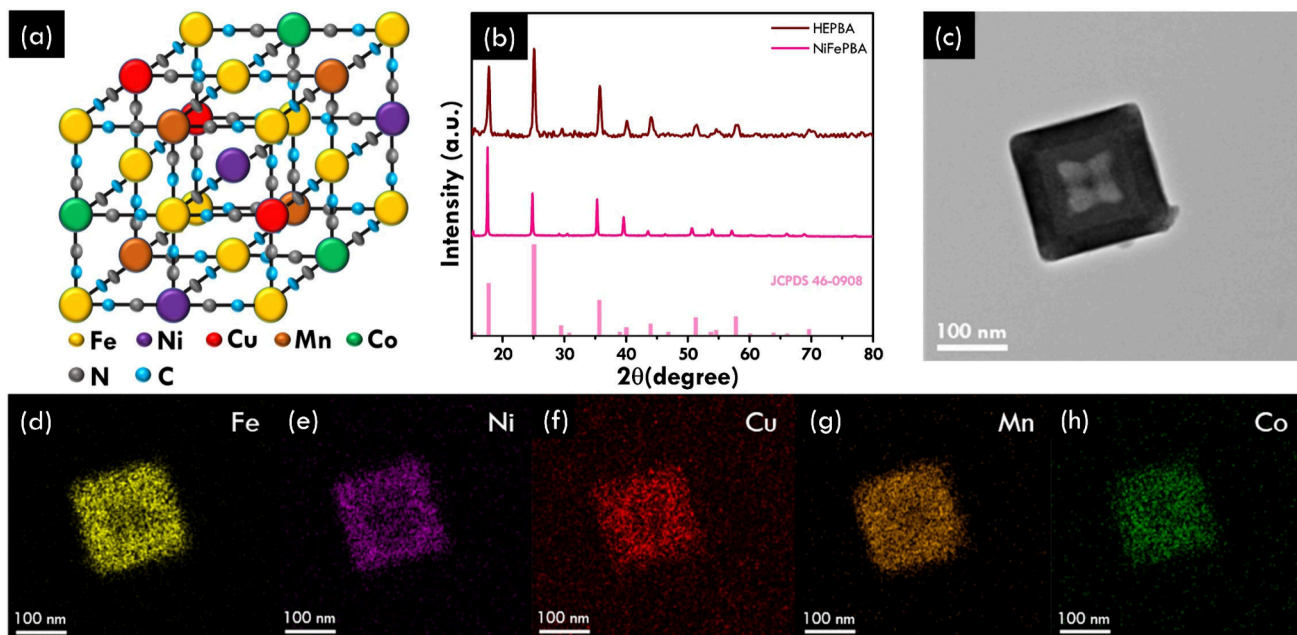 (a)
Fe Ni Cu Mn Co
N C
(b)
HEPBA
NiFePBA
JCPDS 46-0908
Intensity (a.u.)
20 30 40 50 60 70 80
2θ(degree)
(c)
100 nm
(d) Fe
100 nm
(e) Ni
100 nm
(f) Cu
100 nm
(g) Mn
100 nm
(h) Co
100 nm